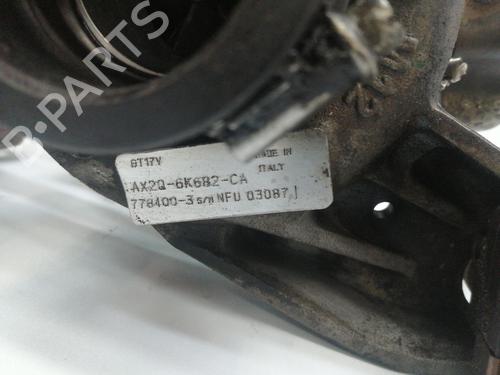 GT17V MADE IN
ITALY
AX2Q-6K682-CA
778400-3 S/N NFU 03087
B-PARTS